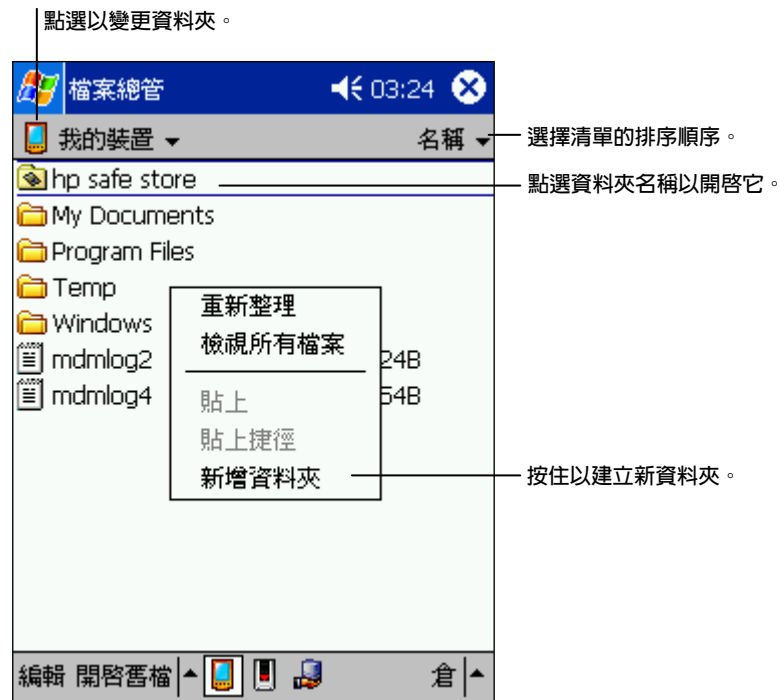 點選以變更資料夾。
檔案總管 03:24
我的裝置 名稱
選擇清單的排序順序。
hp safe store
點選資料夾名稱以開啓它。
My Documents
Program Files
Temp
Windows
mdmlog2 24B
mdmlog4 54B
重新整理
檢視所有檔案
貼上
貼上捷徑
新增資料夾
按住以建立新資料夾。
編輯 開啓舊檔 倉